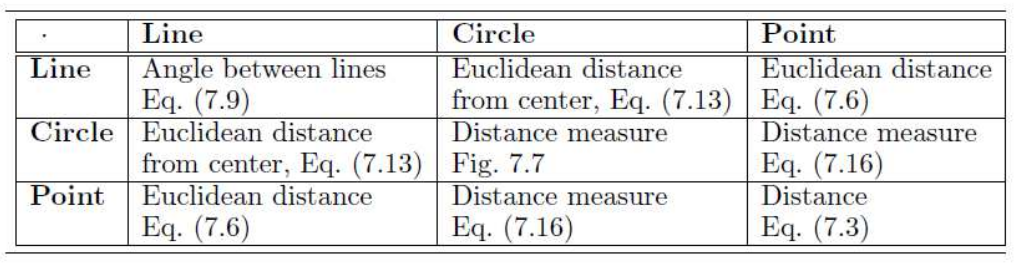 · Line Circle Point
Line Angle between lines Euclidean distance Euclidean distance
Eq. (7.9) from center, Eq. (7.13) Eq. (7.6)
Circle Euclidean distance Distance measure Distance measure
from center, Eq. (7.13) Fig. 7.7 Eq. (7.16)
Point Euclidean distance Distance measure Distance
Eq. (7.6) Eq. (7.16) Eq. (7.3)